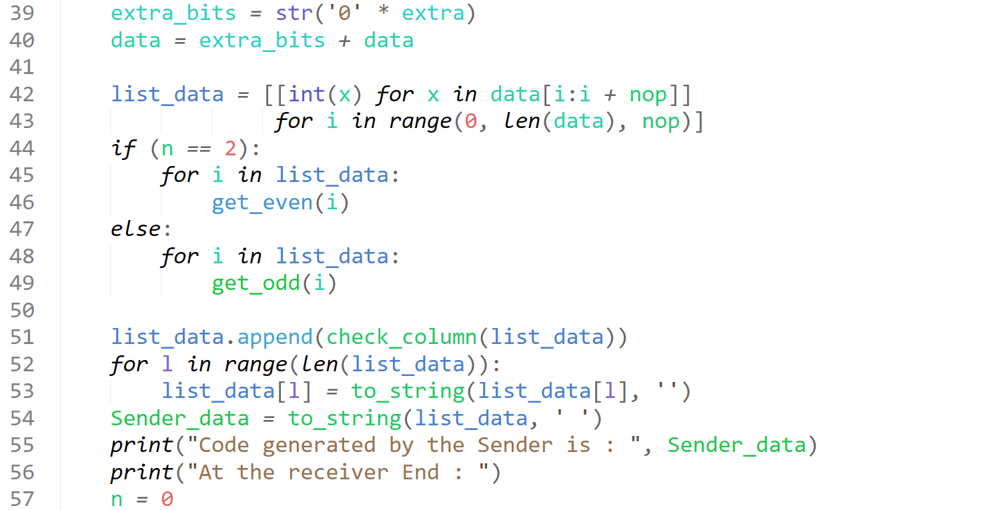 39 extra_bits = str('0' * extra)
40 data = extra_bits + data
41
42 list_data = [[int(x) for x in data[i:i + nop]]
43 for i in range(0, len(data), nop)]
44 if (n == 2):
45 for i in list_data:
46 get_even(i)
47 else:
48 for i in list_data:
49 get_odd(i)
50
51 list_data.append(check_column(list_data))
52 for l in range(len(list_data)):
53 list_data[l] = to_string(list_data[l], '')
54 Sender_data = to_string(list_data, ' ')
55 print("Code generated by the Sender is : ", Sender_data)
56 print("At the receiver End : ")
57 n = 0